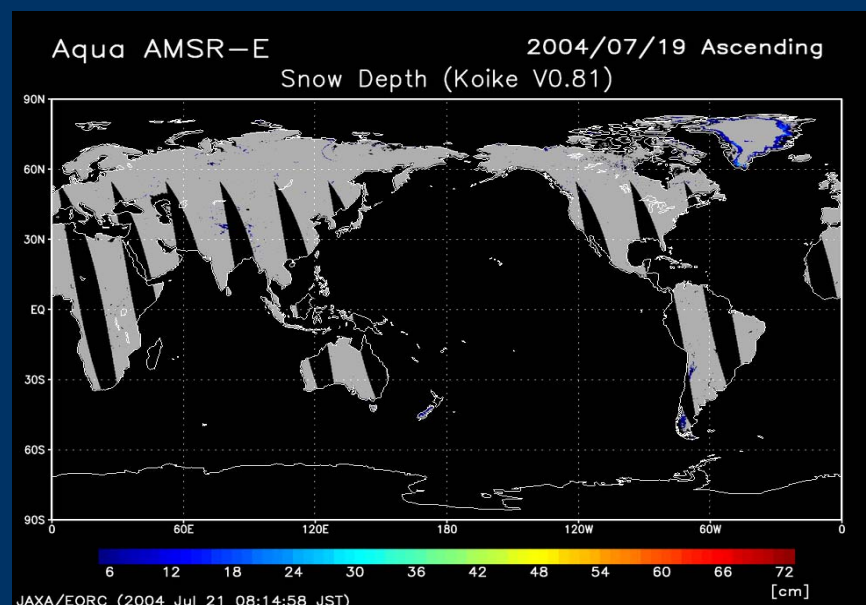 Aqua AMSR-E 2004/07/19 Ascending
Snow Depth (Koike V0.81)
90N
60N
30N
EQ
30S
60S
90S
0 60E 120E 180 120W 60W 0
6 12 18 24 30 36 42 48 54 60 66 72
[cm]
JAXA/EORC (2004 Jul 21 08:14:58 JST)